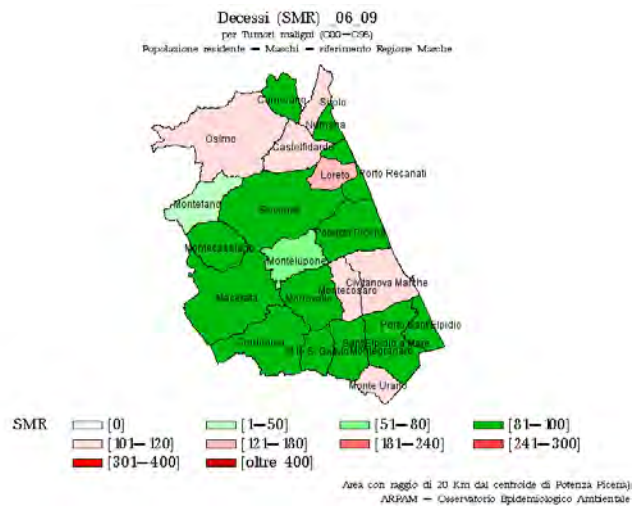 Decessi (SMR) _06_09
per Tumori maligni (C00-C96)
Popolazione residente - Maschi - riferimento Regione Marche
Camerano
Sirolo
Numana
Osimo
Castelfidardo
Loreto
Porto Recanati
Montefano
Recanati
Potenza Picena
Montecassiano
Montelupone
Civitanova Marche
Montecosaro
Macerata
Morrovalle
Porto Sant'Elpidio
Corridonia
Sant'Elpidio a Mare
Montegranaro
Monte Urano
SMR
[0] [1-50] [51-80] [81-100]
[101-120] [121-180] [181-240] [241-300]
[301-400] [oltre 400]
Area con raggio di 20 Km dal centroide di Potenza Picena)
ARPAM - Osservatorio Epidemiologico Ambientale